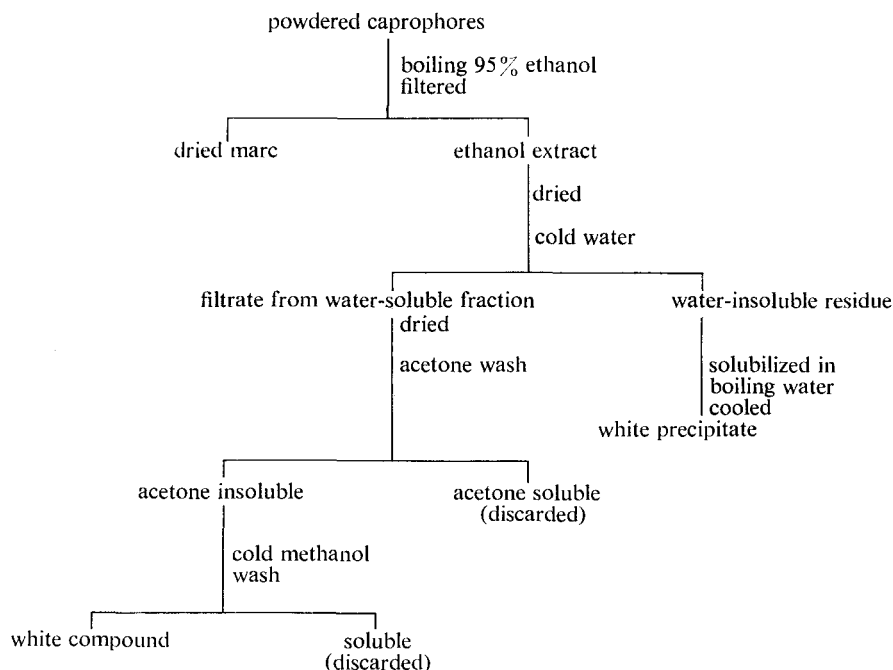 powdered caprophores
boiling 95% ethanol
filtered
dried marc
ethanol extract
dried
cold water
filtrate from water-soluble fraction
dried
water-insoluble residue
acetone wash
solubilized in
boiling water
cooled
white precipitate
acetone insoluble
acetone soluble
(discarded)
cold methanol
wash
white compound
soluble
(discarded)